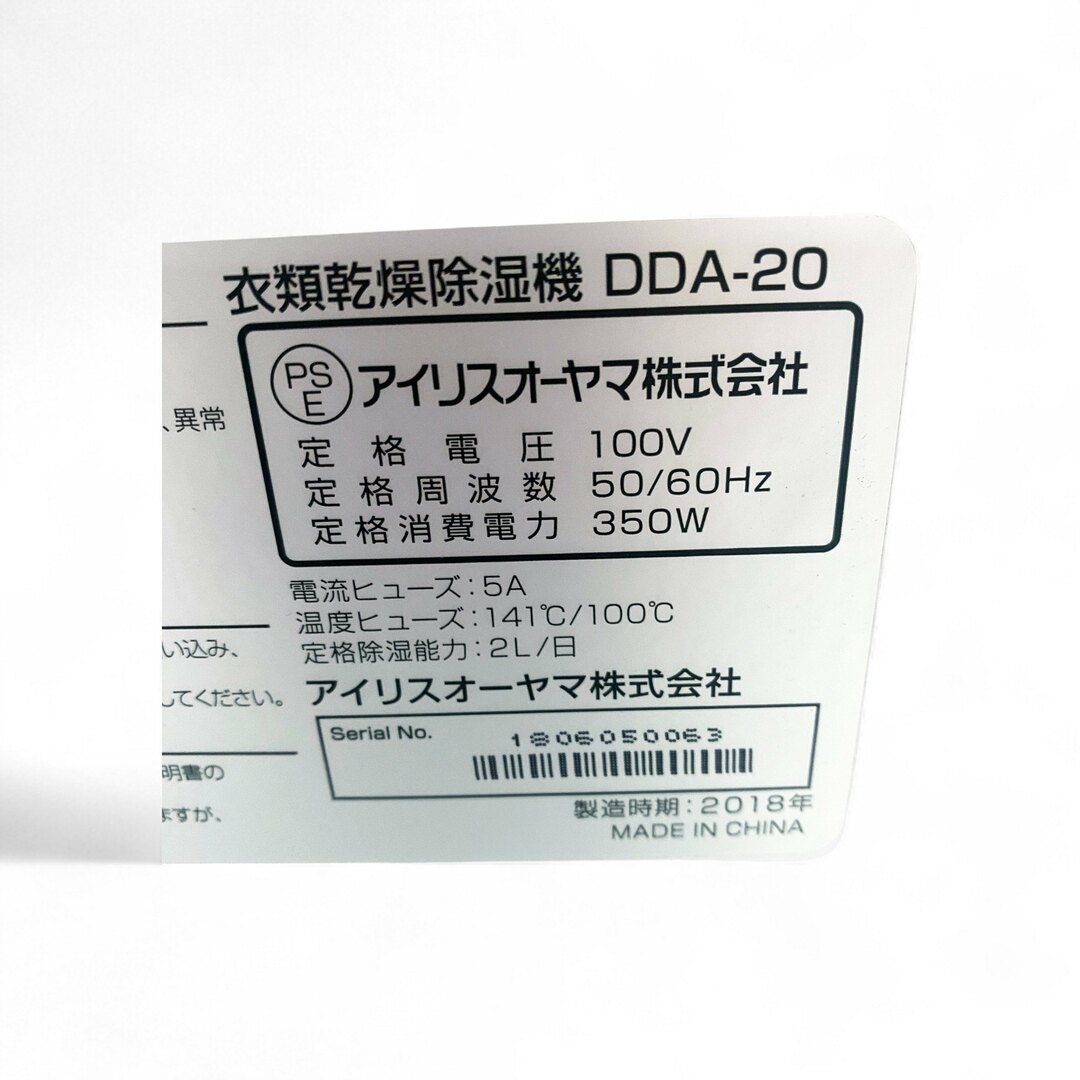 衣類乾燥除湿機 DDA-20
PS
E
アイリスオーヤマ株式会社
定格電圧 100V
定格周波数 50/60Hz
定格消費電力 350W
電流ヒューズ:5A
温度ヒューズ:141℃/100℃
定格除湿能力:2L/日
アイリスオーヤマ株式会社
Serial No. 1806050063
製造時期:2018年
MADE IN CHINA
、異常
い込み、
してください。
明書の
ますが、